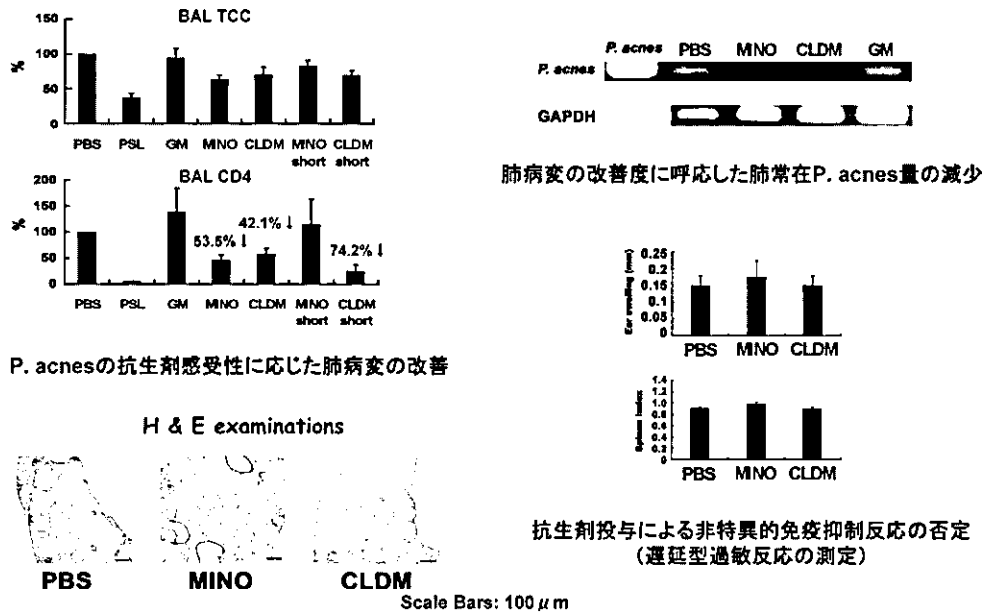 BAL TCC
150
100
50
0
%
PBS PSL GM MINO CLDM MINO short CLDM short
BAL CD4
200
150
100
50
0
%
53.5%↓
42.1%↓
74.2%↓
PBS PSL GM MINO CLDM MINO short CLDM short
P. acnesの抗生剤感受性に応じた肺病変の改善
H & E examinations
PBS MINO CLDM
Scale Bars: 100μm
P. acnes PBS MINO CLDM GM
P. acnes
GAPDH
肺病変の改善度に呼応した肺常在P. acnes量の減少
Ear swelling (mm)
0.25
0.2
0.15
0.1
0.05
0
PBS MINO CLDM
Spleen index
1.4
1.2
1.0
0.8
0.6
0.4
0.2
0
PBS MINO CLDM
抗生剤投与による非特異的免疫抑制反応の否定
(遅延型過敏反応の測定)